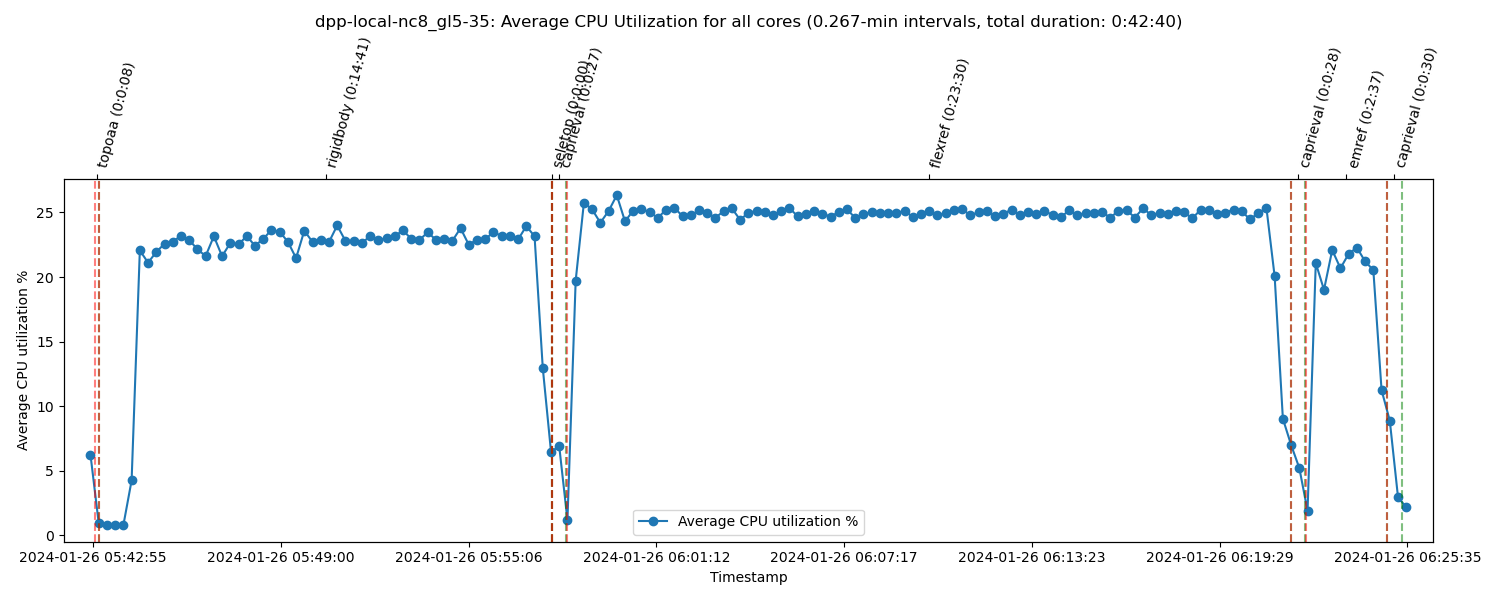 dpp-local-nc8_gl5-35: Average CPU Utilization for all cores (0.267-min intervals, total duration: 0:42:40)
topoaa (0:0:08)
rigidbody (0:14:41)
seletop (0:0:00)
caprieval (0:0:27)
flexref (0:23:30)
caprieval (0:0:28)
emref (0:2:37)
caprieval (0:0:30)
Average CPU utilization %
25
20
15
10
5
0
Average CPU utilization %
2024-01-26 05:42:55
2024-01-26 05:49:00
2024-01-26 05:55:06
2024-01-26 06:01:12
2024-01-26 06:07:17
2024-01-26 06:13:23
2024-01-26 06:19:29
2024-01-26 06:25:35
Timestamp